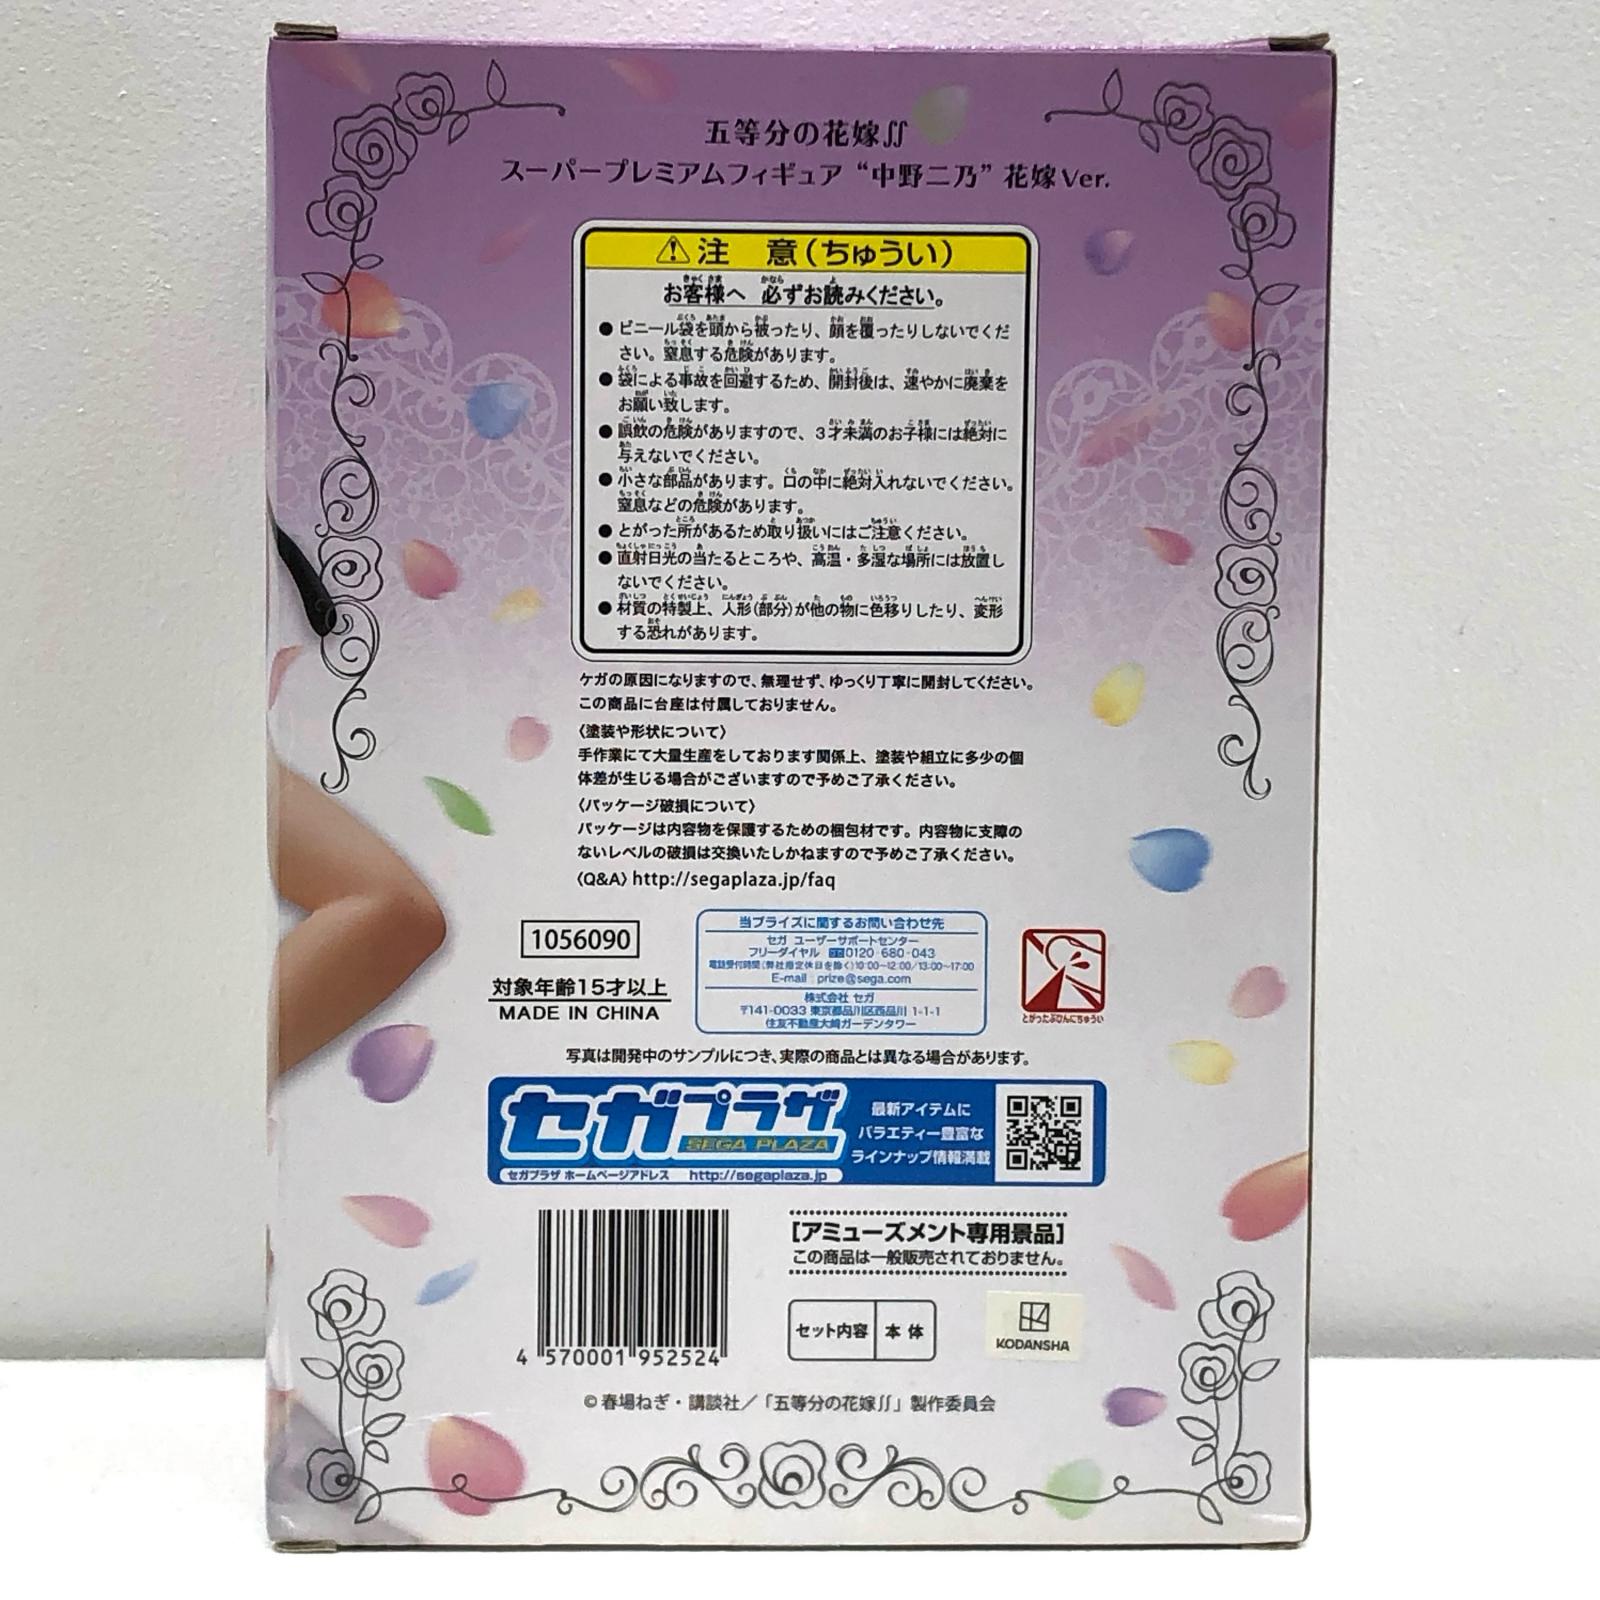 五等分の花嫁∬
スーパープレミアムフィギュア“中野二乃”花嫁Ver.
注　意(ちゅうい)
お客様へ 必ずお読みください。
●ビニール袋を頭から被ったり、顔を覆ったりしないでくだ
さい。窒息する危険があります。
●袋による事故を回避するため、開封後は、速やかに廃棄を
お願い致します。
●誤飲の危険がありますので、3才未満のお子様には絶対に
与えないでください。
●小さな部品があります。口の中に絶対入れないでください。
窒息などの危険があります。
●とがった所があるため取り扱いにはご注意ください。
●直射日光の当たるところや、高温・多湿な場所には放置し
ないでください。
●材質の特製上、人形(部分)が他の物に色移りしたり、変形
する恐れがあります。
ケガの原因になりますので、無理せず、ゆっくり丁寧に開封してください。
この商品に台座は付属しておりません。
〈塗装や形状について〉
手作業にて大量生産をしております関係上、塗装や組立に多少の個
体差が生じる場合がございますので予めご了承ください。
〈パッケージ破損について〉
パッケージは内容物を保護するための梱包材です。内容物に支障の
ないレベルの破損は交換いたしかねますので予めご了承ください。
〈Q&A〉http://segaplaza.jp/faq
1056090
対象年齢15才以上
MADE IN CHINA
当プライズに関するお問い合わせ先
セガ ユーザーサポートセンター
フリーダイヤル 0120-680-043
電話受付時間(弊社指定休日を除く)10:00~12:00/13:00~17:00
E-mail prize@sega.com
株式会社 セガ
〒141-0033 東京都品川区西品川 1-1-1
住友不動産大崎ガーデンタワー
とがったぶひんにちゅうい
写真は開発中のサンプルにつき、実際の商品とは異なる場合があります。
セガプラザ
SEGA PLAZA
セガプラザ ホームページアドレス http://segaplaza.jp
最新アイテムに
バラエティー豊富な
ラインナップ情報満載
4 570001 952524
[アミューズメント専用景品]
この商品は一般販売されておりません。
セット内容 本体
KODANSHA
©春場ねぎ・講談社／「五等分の花嫁∬」製作委員会